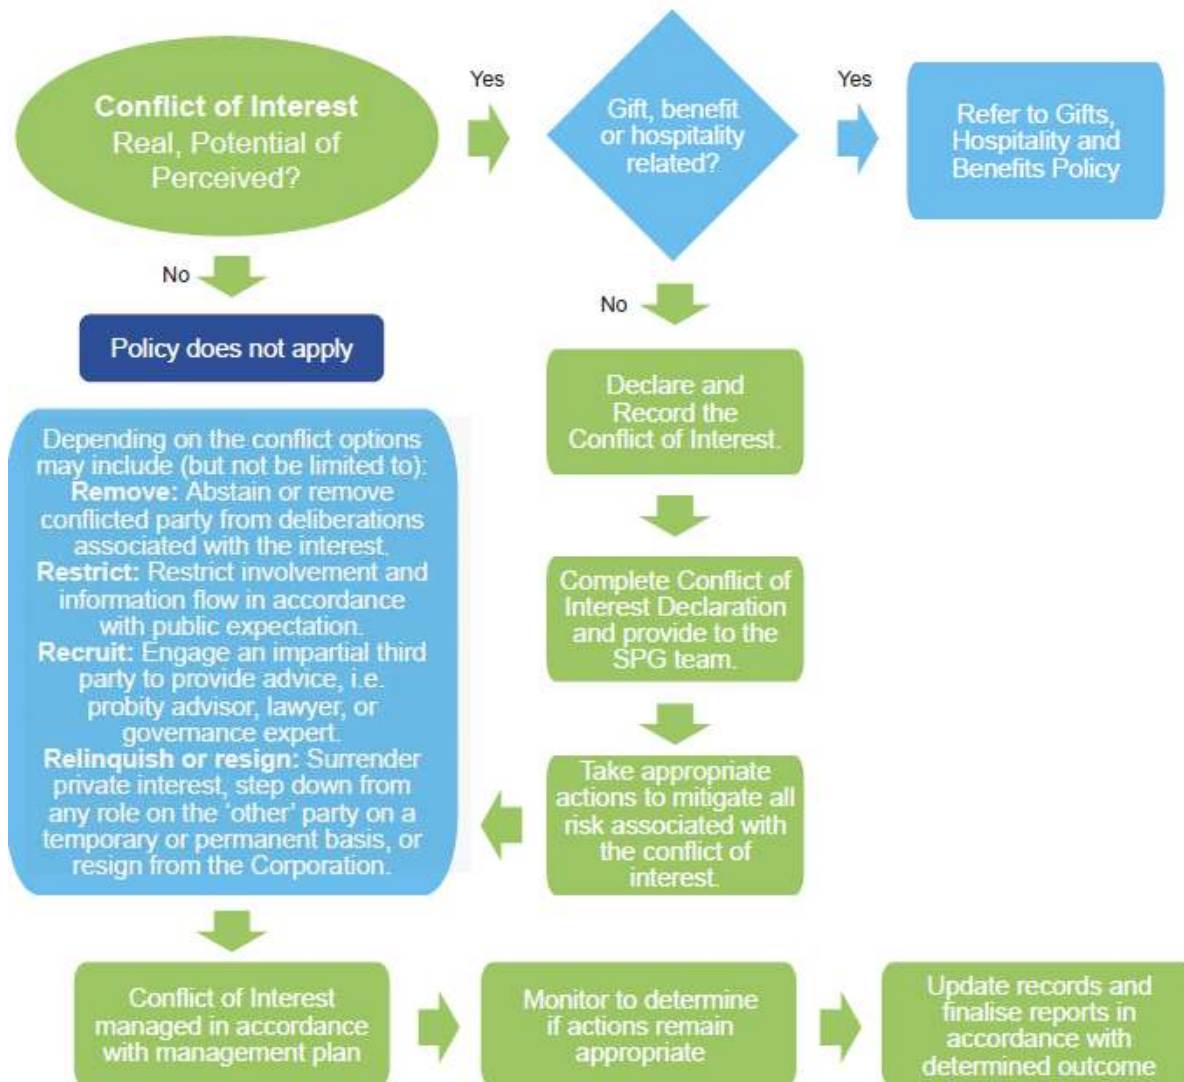 Conflict of Interest
Real, Potential of
Perceived?
Yes
Gift, benefit
or hospitality
related?
Yes
Refer to Gifts,
Hospitality and
Benefits Policy
No
Policy does not apply
No
Declare and
Record the
Conflict of Interest.
Complete Conflict of
Interest Declaration
and provide to the
SPG team.
Take appropriate
actions to mitigate all
risk associated with
the conflict of
interest.
Depending on the conflict options
may include (but not be limited to):
Remove: Abstain or remove
conflicted party from deliberations
associated with the interest.
Restrict: Restrict involvement and
information flow in accordance
with public expectation.
Recruit: Engage an impartial third
party to provide advice, i.e.
probity advisor, lawyer, or
governance expert.
Relinquish or resign: Surrender
private interest, step down from
any role on the ‘other’ party on a
temporary or permanent basis, or
resign from the Corporation.
Conflict of Interest
managed in accordance
with management plan
Monitor to determine
if actions remain
appropriate
Update records and
finalise reports in
accordance with
determined outcome